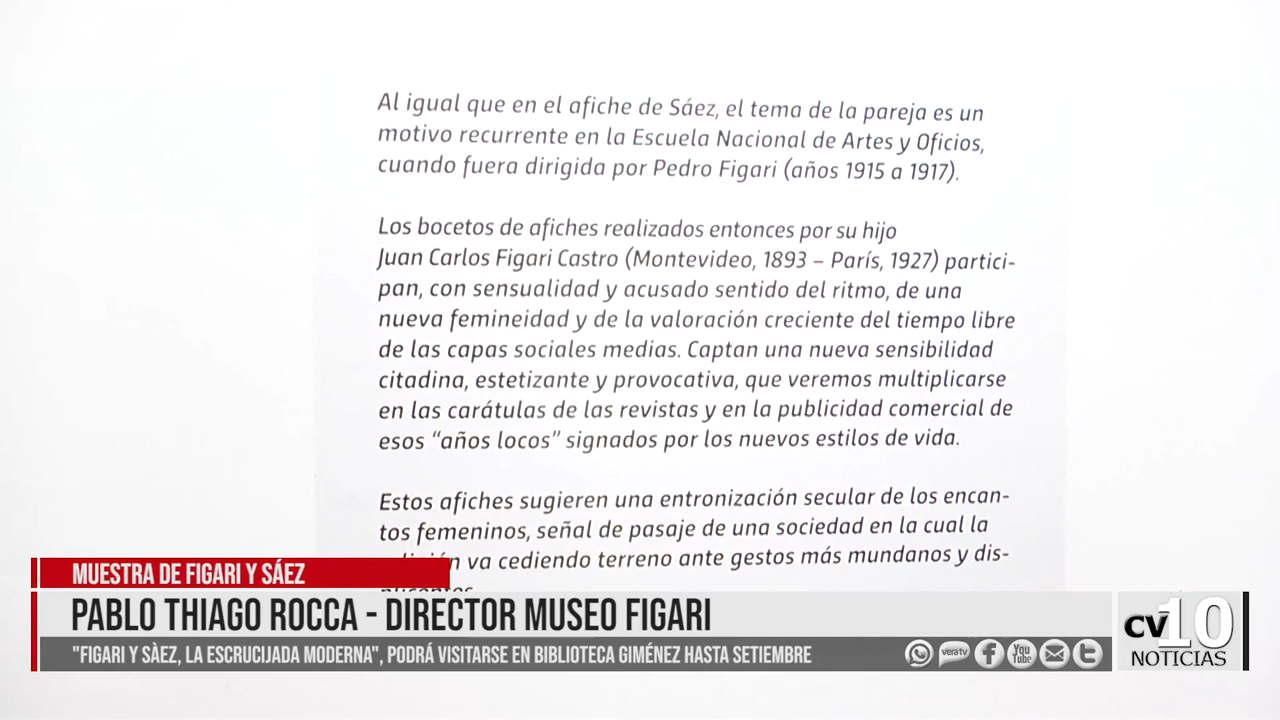 Al igual que en el afiche de Sáez, el tema de la pareja es un
motivo recurrente en la Escuela Nacional de Artes y Oficios,
cuando fuera dirigida por Pedro Figari (años 1915 a 1917).
Los bocetos de afiches realizados entonces por su hijo
Juan Carlos Figari Castro (Montevideo, 1893 – París, 1927) partici-
pan, con sensualidad y acusado sentido del ritmo, de una
nueva femineidad y de la valoración creciente del tiempo libre
de las capas sociales medias. Captan una nueva sensibilidad
citadina, estetizante y provocativa, que veremos multiplicarse
en las carátulas de las revistas y en la publicidad comercial de
esos “años locos” signados por los nuevos estilos de vida.
Estos afiches sugieren una entronización secular de los encan-
tos femeninos, señal de pasaje de una sociedad en la cual la
va cediendo terreno ante gestos más mundanos y dis-
MUESTRA DE FIGARI Y SÁEZ
PABLO THIAGO ROCCA - DIRECTOR MUSEO FIGARI
"FIGARI Y SÀEZ, LA ESCRUCIJADA MODERNA", PODRÁ VISITARSE EN BIBLIOTECA GIMÉNEZ HASTA SETIEMBRE
vera tv
You Tube
CV 10
NOTICIAS